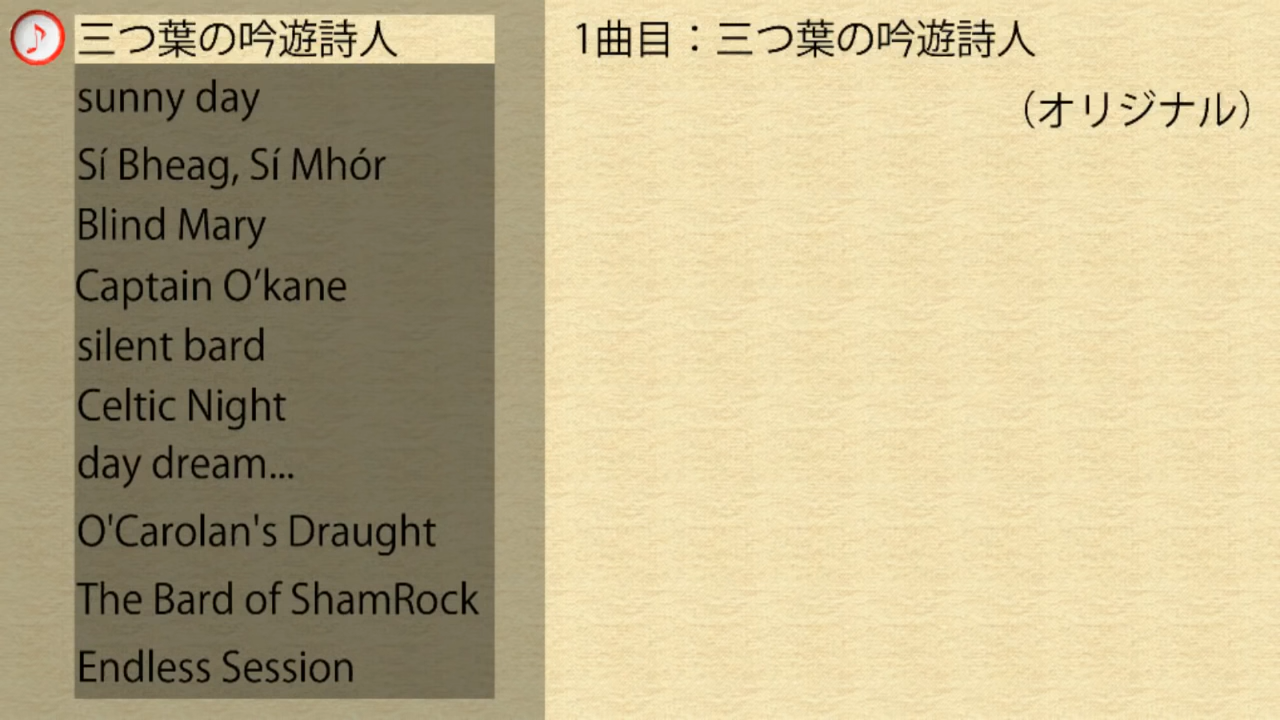 三つ葉の吟遊詩人
sunny day
Sí Bheag, Sí Mhór
Blind Mary
Captain O’kane
silent bard
Celtic Night
day dream...
O'Carolan's Draught
The Bard of ShamRock
Endless Session
1曲目：三つ葉の吟遊詩人
（オリジナル）